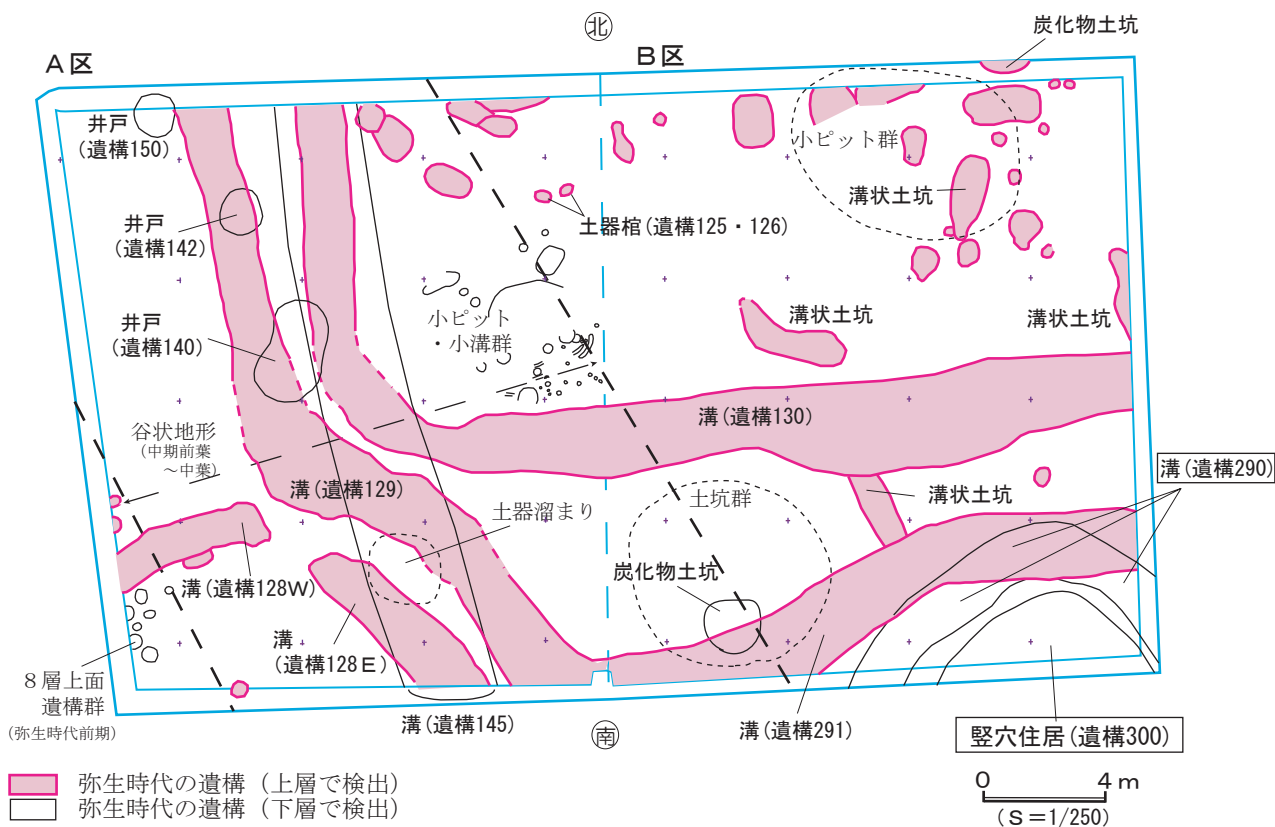 北
炭化物土坑
A区
B区
井戸
(遺構150)
小ピット群
溝状土坑
井戸
(遺構142)
土器棺(遺構125・126)
井戸
(遺構140)
小ピット
・小溝群
溝状土坑
溝状土坑
谷状地形
(中期前葉
～中葉)
溝(遺構130)
溝(遺構290)
溝(遺構129)
土器溜まり
土坑群
溝状土坑
炭化物土坑
溝(遺構128W)
溝
(遺構128E)
8層上面
遺構群
(弥生時代前期)
溝(遺構145)
南
溝(遺構291)
竪穴住居(遺構300)
弥生時代の遺構(上層で検出)
弥生時代の遺構(下層で検出)
0 4 m
(S=1/250)